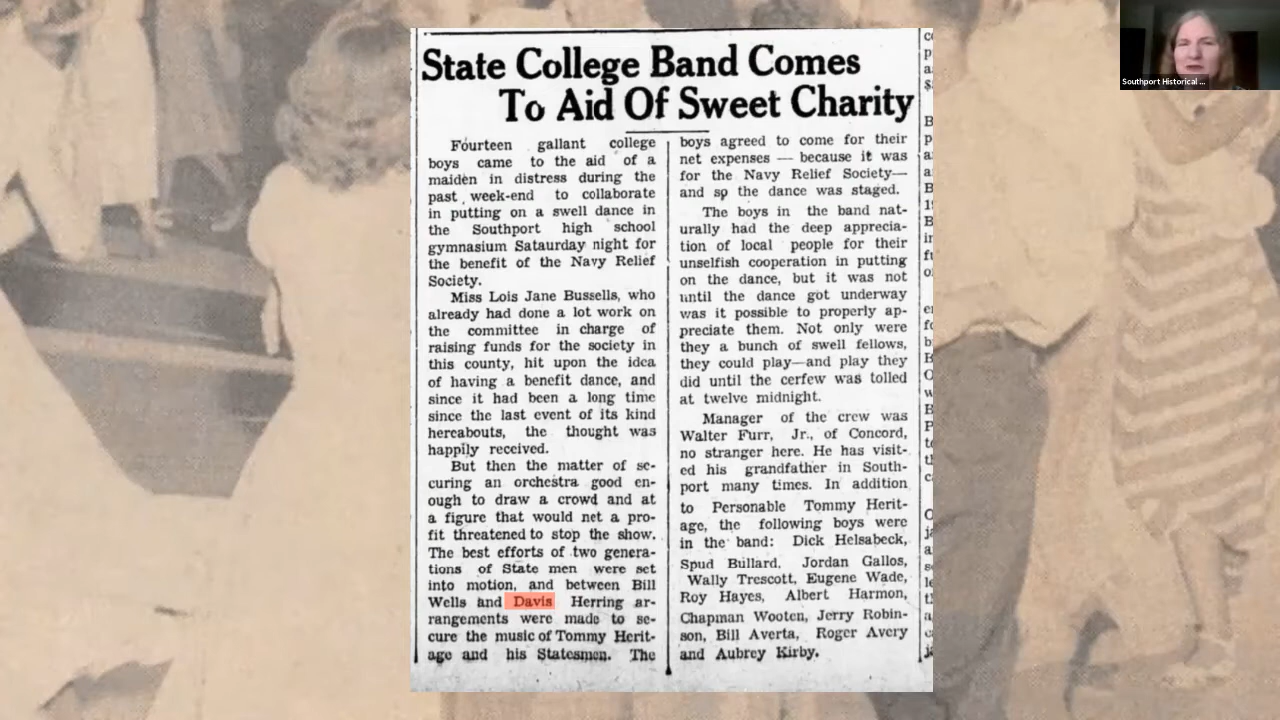 State College Band Comes
To Aid Of Sweet Charity
Fourteen gallant college
boys came to the aid of a
maiden in distress during the
past week-end to collaborate
in putting on a swell dance in
the Southport high school
gymnasium Sataurday night for
the benefit of the Navy Relief
Society.
Miss Lois Jane Bussells, who
already had done a lot work on
the committee in charge of
raising funds for the society in
this county, hit upon the idea
of having a benefit dance, and
since it had been a long time
since the last event of its kind
hereabouts, the thought was
happily received.
But then the matter of se-
curing an orchestra good en-
ough to draw a crowd and at
a figure that would net a pro-
fit threatened to stop the show.
The best efforts of two genera-
tions of State men were set
into motion, and between Bill
Wells and Davis Herring ar-
rangements were made to se-
cure the music of Tommy Herit-
age and his Statesmen. The
boys agreed to come for their
net expenses — because it was
for the Navy Relief Society—
and so the dance was staged.
The boys in the band nat-
urally had the deep apprecia-
tion of local people for their
unselfish cooperation in putting
on the dance, but it was not
until the dance got underway
was it possible to properly ap-
preciate them. Not only were
they a bunch of swell fellows,
they could play—and play they
did until the cerfew was tolled
at twelve midnight.
Manager of the crew was
Walter Furr, Jr., of Concord,
no stranger here. He has visit-
ed his grandfather in South-
port many times. In addition
to Personable Tommy Herit-
age, the following boys were
in the band: Dick Helsabeck,
Spud Bullard, Jordan Gallos,
Wally Trescott, Eugene Wade,
Roy Hayes, Albert Harmon,
Chapman Wooten, Jerry Robin-
son, Bill Averta, Roger Avery
and Aubrey Kirby.
Southport Historical ...